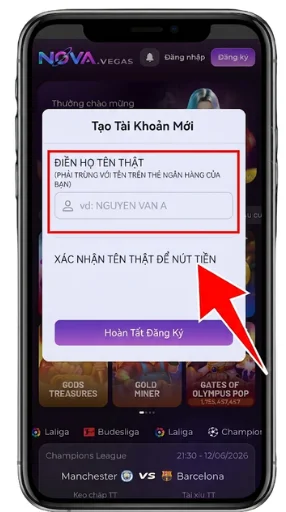 NOVA.VEGAS
Đăng nhập
Đăng ký
Thưởng chào mừng
Tạo Tài Khoản Mới
ĐIỀN HỌ TÊN THẬT
(PHẢI TRÙNG VỚI TÊN TRÊN THẺ NGÂN HÀNG CỦA
BẠN)
vd: NGUYEN VAN A
XÁC NHẬN TÊN THẬT ĐỂ NÚT TIỀN
Hoàn Tất Đăng Ký
GODS
TREASURES
GOLD
MINER
GATES OF
OLYMPUS POP
Laliga
Budesliga
Laliga
Champio
Champions League
21:30 - 12/06/2026
Manchester
VS
Barcelona
Kèo chấp TT
Tài xỉu TT